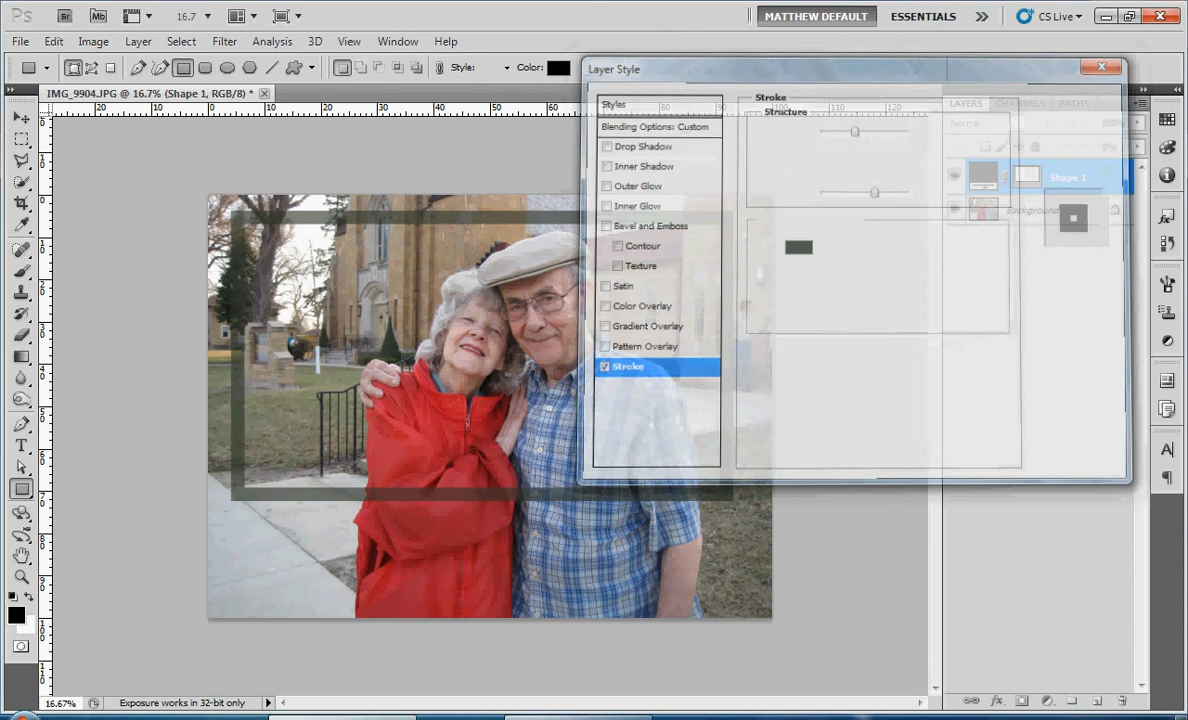 Ps Br Mb 16.7 MATTHEW DEFAULT ESSENTIALS CS Live
File Edit Image Layer Select Filter Analysis 3D View Window Help
Style: Color:
Layer Style
IMG_9904.JPG @ 16.7% (Shape 1, RGB/8) *
Styles
Blending Options: Custom
Drop Shadow
Inner Shadow
Outer Glow
Inner Glow
Bevel and Emboss
Contour
Texture
Satin
Color Overlay
Gradient Overlay
Pattern Overlay
Stroke
Stroke
Structure
LAYERS CHANNELS PATHS
Normal 100%
Shape 1
Background
16.67% Exposure works in 32-bit only